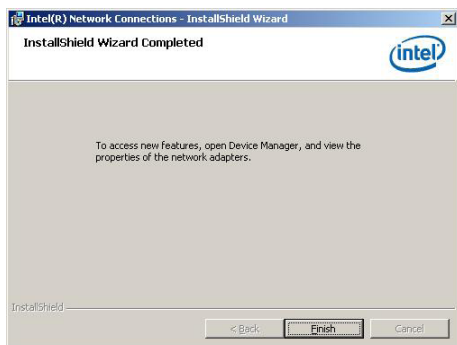 Intel(R) Network Connections - InstallShield Wizard
InstallShield Wizard Completed
intel
To access new features, open Device Manager, and view the
properties of the network adapters.
InstallShield
< Back
Finish
Cancel